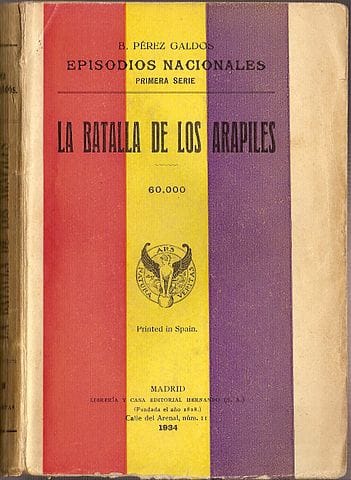 B. PÉREZ GALDÓS
EPISODIOS NACIONALES
PRIMERA SERIE
LA BATALLA DE LOS ARAPILES
60.000
ARS
NATURA VERITAS
Printed in Spain.
MADRID
LIBRERÍA Y CASA EDITORIAL HERNANDO (S. A.)
(Fundada el año 1828.)
Calle del Arenal, núm. 11
1934